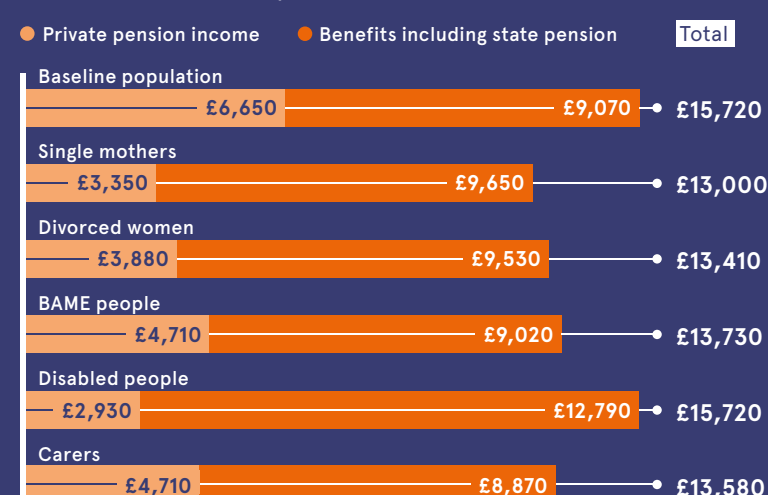 Private pension income Benefits including state pension Total
Baseline population
£6,650 £9,070 £15,720
Single mothers
£3,350 £9,650 £13,000
Divorced women
£3,880 £9,530 £13,410
BAME people
£4,710 £9,020 £13,730
Disabled people
£2,930 £12,790 £15,720
Carers
£4,710 £8,870 £13,580